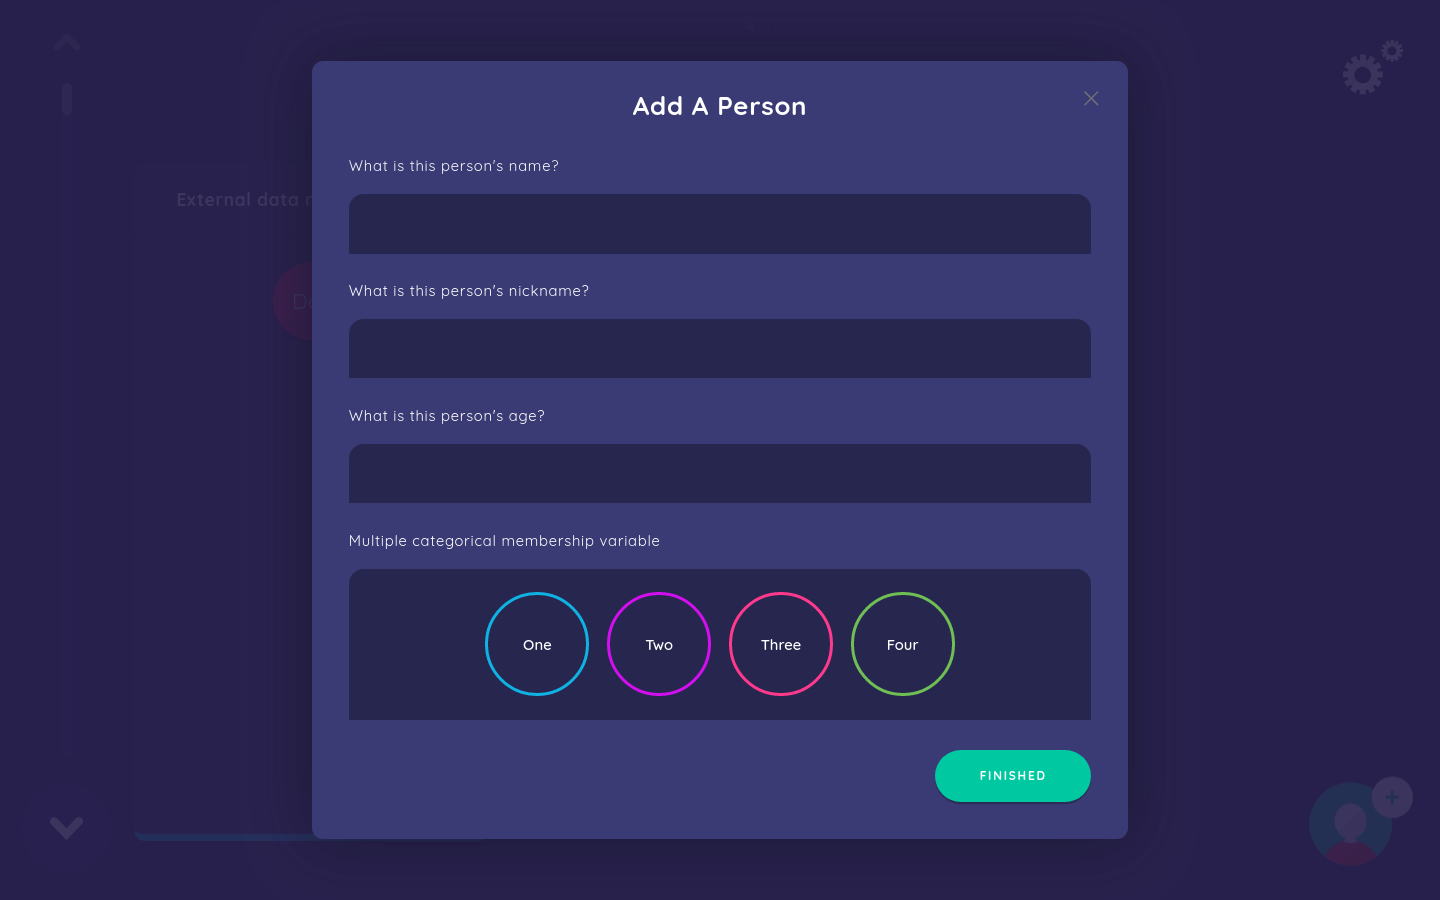 Add A Person
What is this person's name?
External data
What is this person's nickname?
What is this person's age?
Multiple categorical membership variable
One
Two
Three
Four
FINISHED